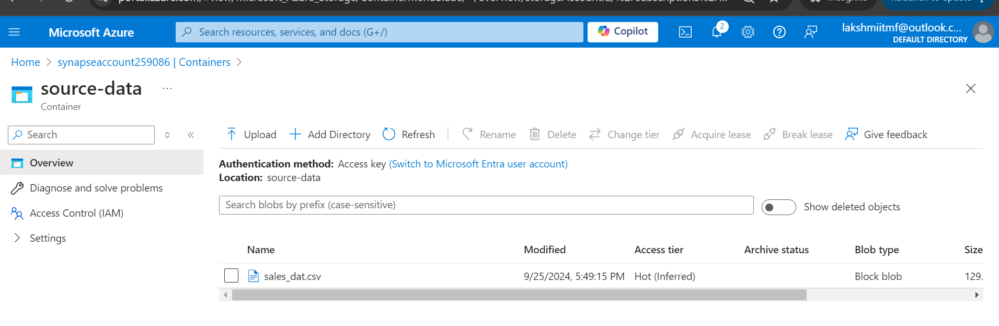 Microsoft Azure
Search resources, services, and docs (G+/)
Copilot
2
lakshmiitmf@outlook.c...
DEFAULT DIRECTORY
Home > synapseaccount259086 | Containers >
source-data ...
Container
Search
Upload Add Directory Refresh Rename Delete Change tier Acquire lease Break lease Give feedback
Overview
Diagnose and solve problems
Access Control (IAM)
Settings
Authentication method: Access key (Switch to Microsoft Entra user account)
Location: source-data
Search blobs by prefix (case-sensitive)
Show deleted objects
Name Modified Access tier Archive status Blob type Size
sales_dat.csv 9/25/2024, 5:49:15 PM Hot (Inferred) Block blob 129.